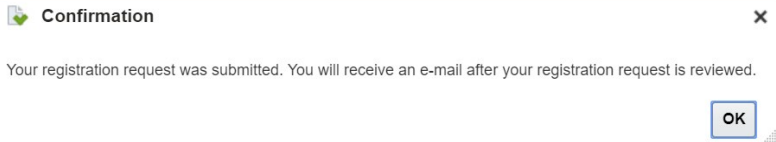 Confirmation
Your registration request was submitted. You will receive an e-mail after your registration request is reviewed.
OK